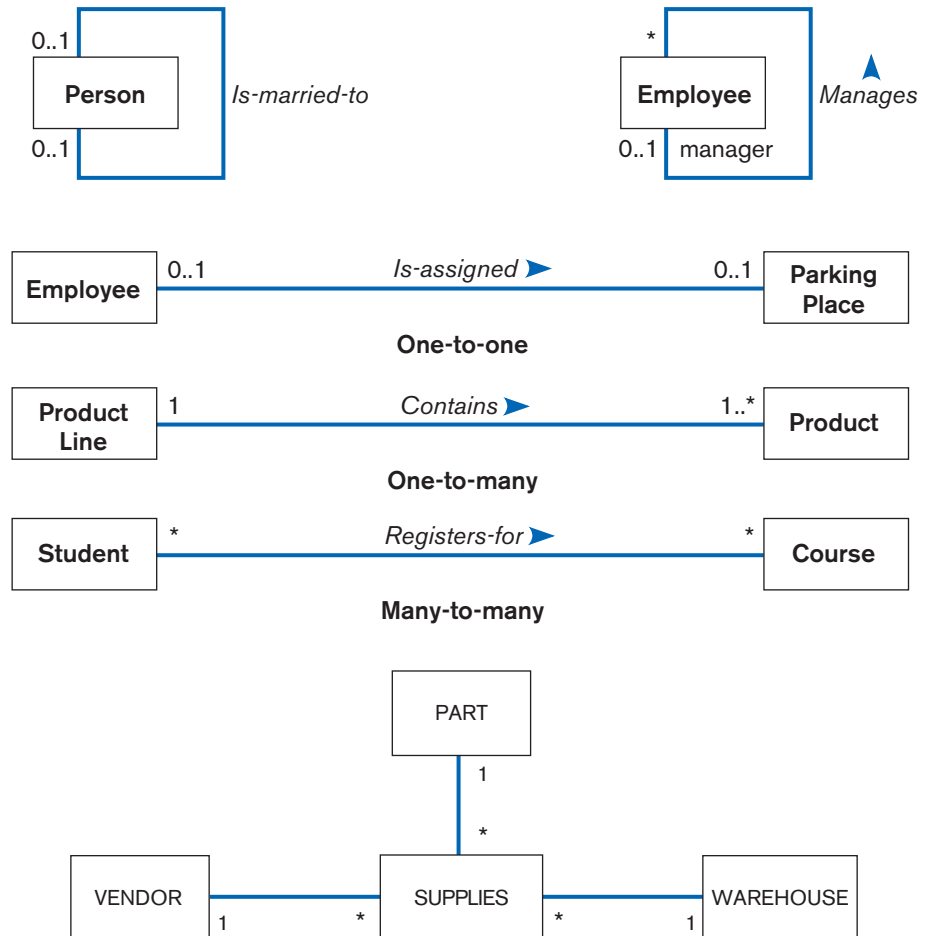 0..1
Person
Is-married-to
0..1
*
Employee
Manages
0..1 manager
0..1 Is-assigned 0..1
Employee
Parking
Place
One-to-one
1 Contains 1..*
Product
Line
Product
One-to-many
* Registers-for *
Student
Course
Many-to-many
PART
1
*
VENDOR
SUPPLIES
WAREHOUSE
1 * * 1